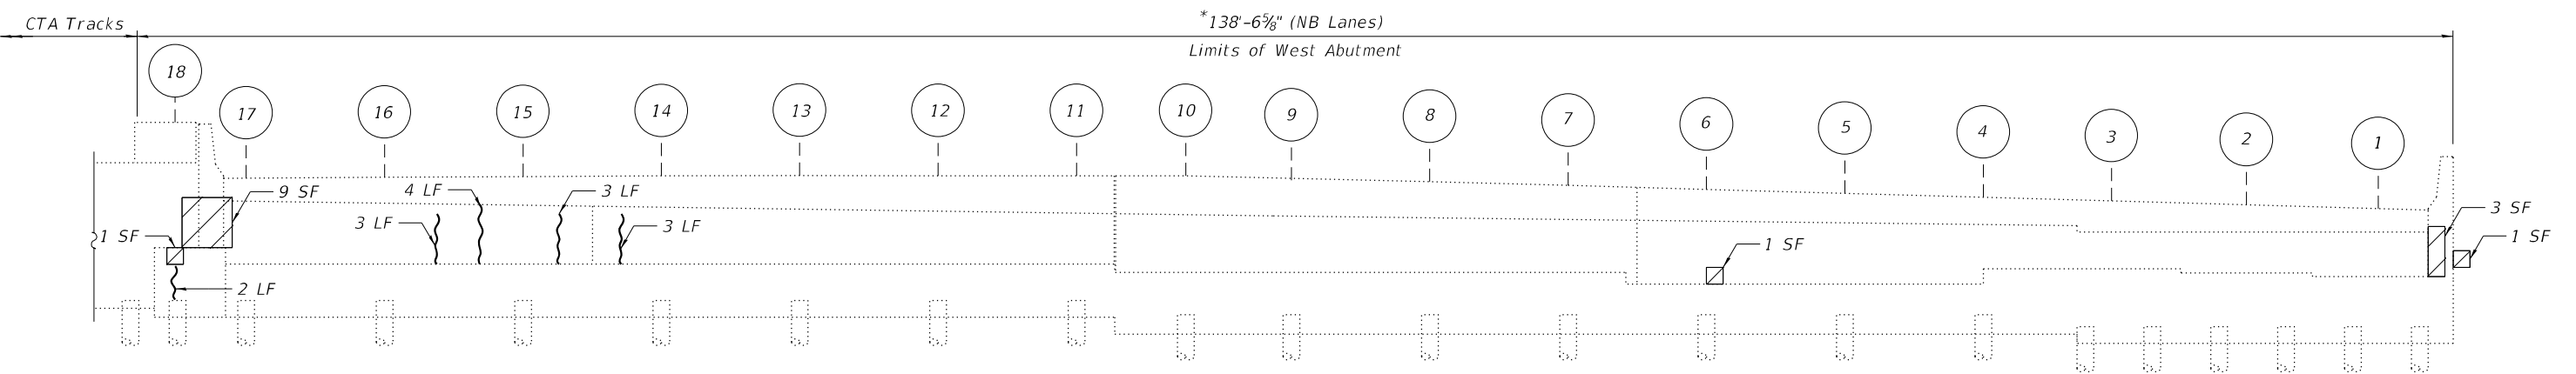 CTA Tracks
*138'-6⅝" (NB Lanes)
Limits of West Abutment
18
17
16
15
14
13
12
11
10
9
8
7
6
5
4
3
2
1
9 SF
4 LF
3 LF
3 LF
3 LF
1 SF
2 LF
1 SF
3 SF
1 SF